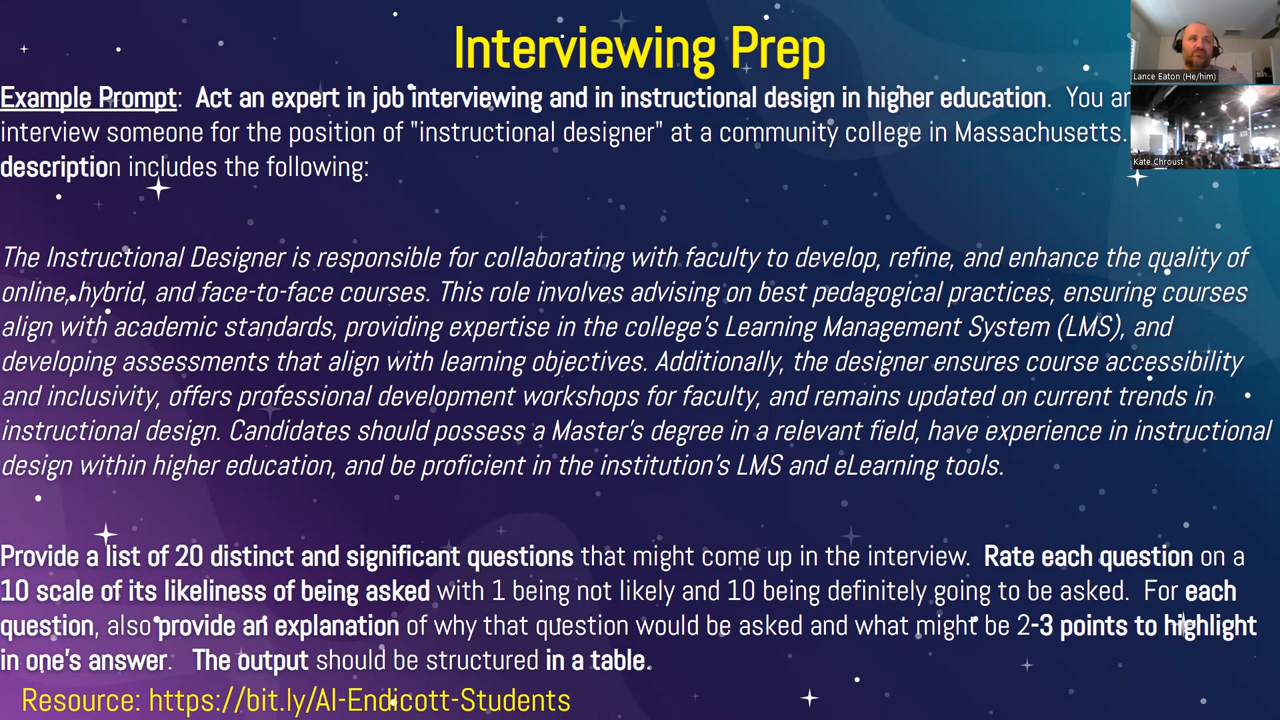 Interviewing Prep
Example Prompt: Act an expert in job interviewing and in instructional design in higher education. You
interview someone for the position of "instructional designer" at a community college in Massachusetts.
description includes the following:
The Instructional Designer is responsible for collaborating with faculty to develop, refine, and enhance the quality of
online, hybrid, and face-to-face courses. This role involves advising on best pedagogical practices, ensuring courses
align with academic standards, providing expertise in the college's Learning Management System (LMS), and
developing assessments that align with learning objectives. Additionally, the designer ensures course accessibility
and inclusivity, offers professional development workshops for faculty, and remains updated on current trends in
instructional design. Candidates should possess a Master's degree in a relevant field, have experience in instructional
design within higher education, and be proficient in the institution's LMS and eLearning tools.
Provide a list of 20 distinct and significant questions that might come up in the interview. Rate each question on a
10 scale of its likeliness of being asked with 1 being not likely and 10 being definitely going to be asked. For each
question, also provide an explanation of why that question would be asked and what might be 2-3 points to highlight
in one's answer. The output should be structured in a table.
Resource: https://bit.ly/AI-Endicott-Students
Lance Eaton (He/him)
Kate Chroust